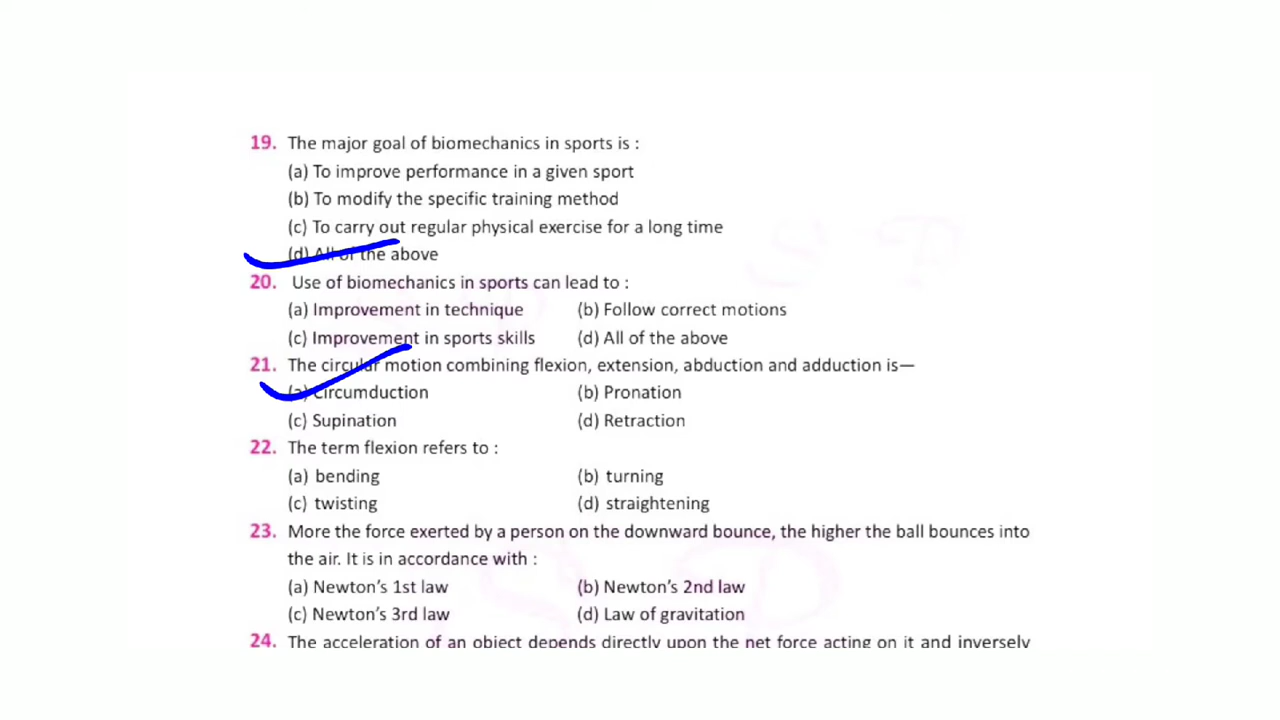 19. The major goal of biomechanics in sports is :
(a) To improve performance in a given sport
(b) To modify the specific training method
(c) To carry out regular physical exercise for a long time
(d) All of the above
20. Use of biomechanics in sports can lead to :
(a) Improvement in technique (b) Follow correct motions
(c) Improvement in sports skills (d) All of the above
21. The circular motion combining flexion, extension, abduction and adduction is—
(a) Circumduction (b) Pronation
(c) Supination (d) Retraction
22. The term flexion refers to :
(a) bending (b) turning
(c) twisting (d) straightening
23. More the force exerted by a person on the downward bounce, the higher the ball bounces into
the air. It is in accordance with :
(a) Newton's 1st law (b) Newton's 2nd law
(c) Newton's 3rd law (d) Law of gravitation
24. The acceleration of an object depends directly upon the net force acting on it and inversely